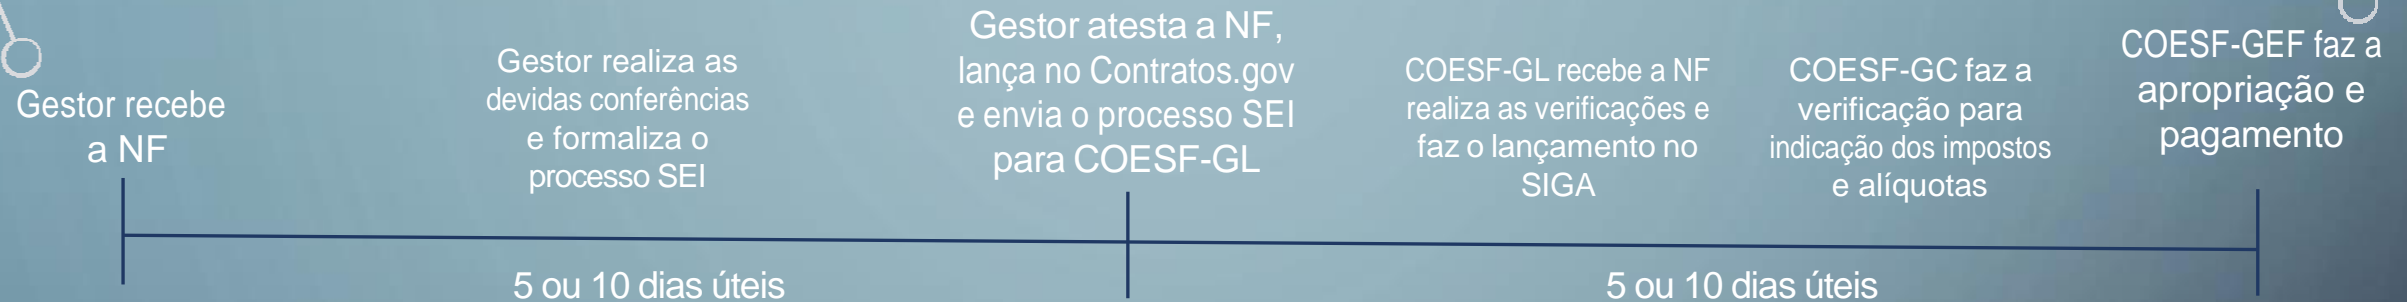 Gestor recebe
a NF
Gestor realiza as
devidas conferências
e formaliza o
processo SEI
Gestor atesta a NF,
lança no Contratos.gov
e envia o processo SEI
para COESF-GL
COESF-GL recebe a NF
realiza as verificações e
faz o lançamento no
SIGA
COESF-GC faz a
verificação para
indicação dos impostos
e alíquotas
COESF-GEF faz a
apropriação e
pagamento
5 ou 10 dias úteis
5 ou 10 dias úteis